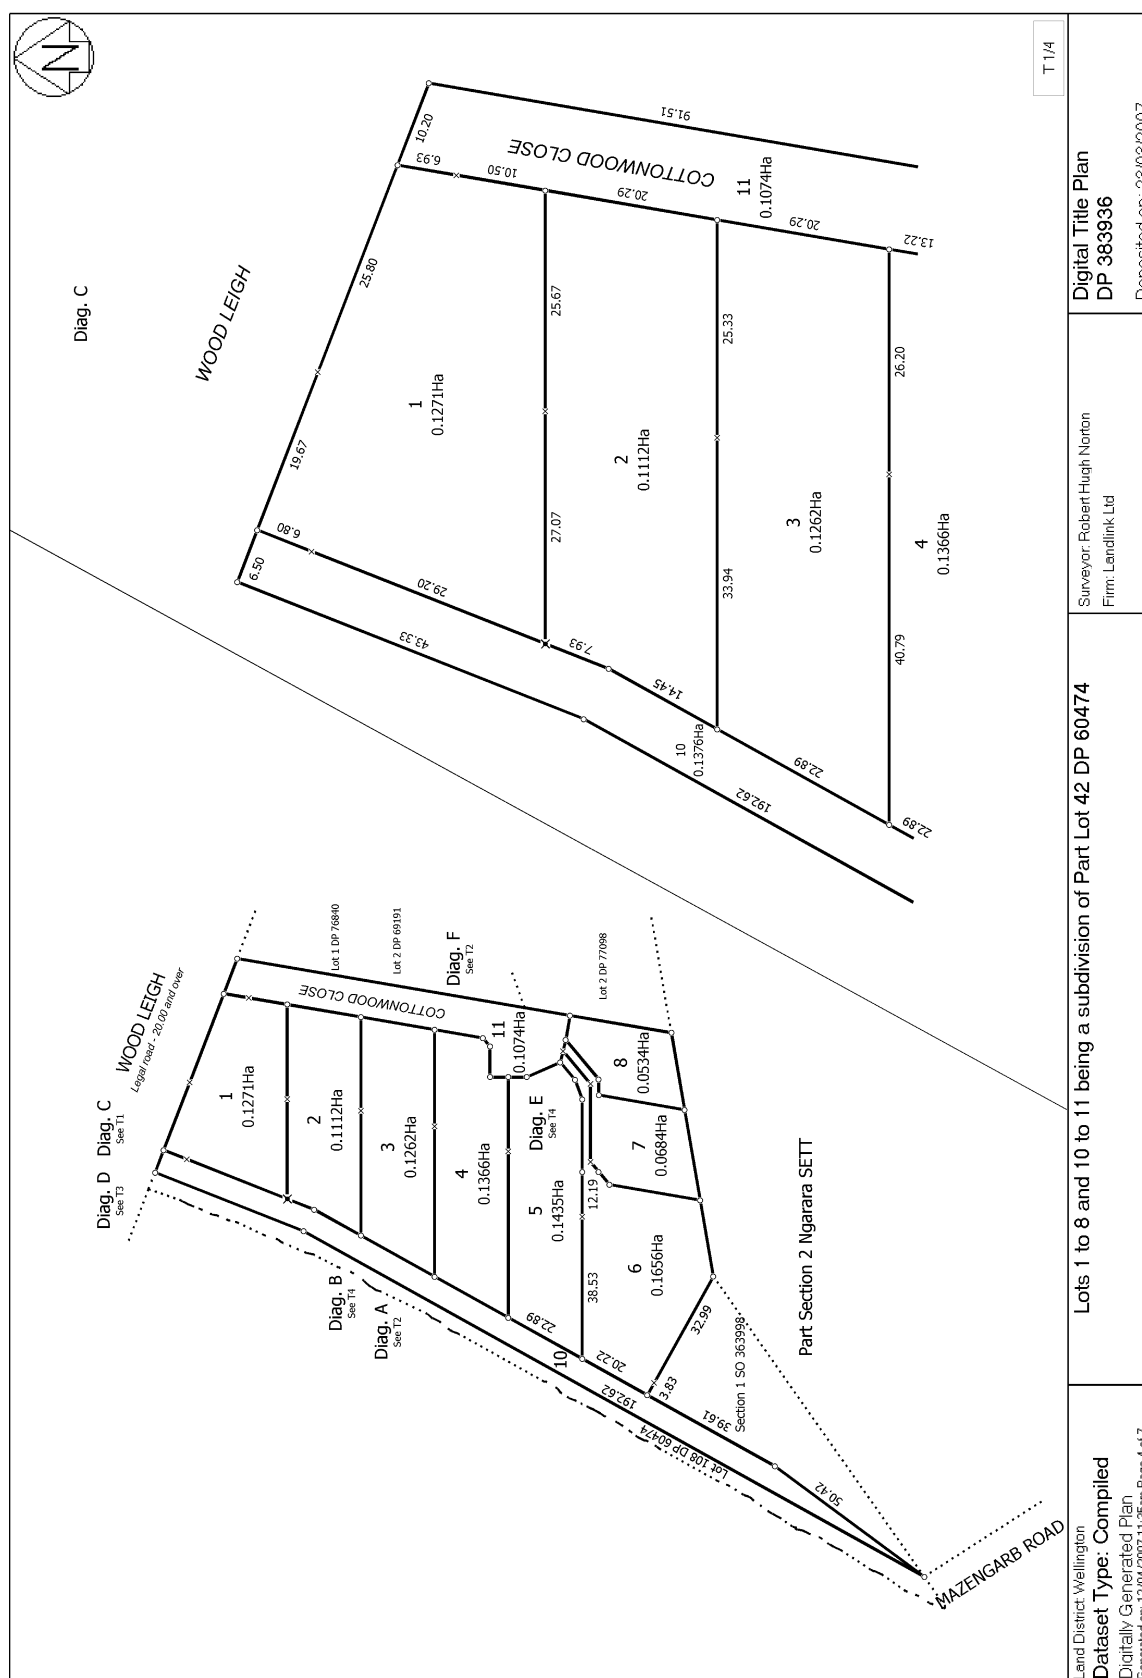 N
T 1/4
Diag. C
WOOD LEIGH
COTTONWOOD CLOSE
10.20
91.51
6.93
10.50
20.29
20.29
13.22
11
0.1074Ha
25.80
19.67
25.67
27.07
1
0.1271Ha
6.80
6.50
29.20
43.33
25.33
33.94
2
0.1112Ha
7.93
14.45
3
0.1262Ha
26.20
40.79
4
0.1366Ha
10
0.1376Ha
22.89
192.62
22.89
WOOD LEIGH
Legal road - 20.00 and over
Diag. C
See T1
Diag. D
See T3
Lot 1 DP 76840
Lot 2 DP 69191
Diag. F
See T2
Lot 2 DP 77098
COTTONWOOD CLOSE
11
0.1074Ha
1
0.1271Ha
2
0.1112Ha
3
0.1262Ha
4
0.1366Ha
Diag. E
See T4
5
0.1435Ha
6
0.1656Ha
7
0.0684Ha
8
0.0534Ha
12.19
38.53
Diag. B
See T4
Diag. A
See T2
22.89
10
20.22
192.62
32.99
3.83
39.61
50.42
Lot 108 DP 60474
Section 1 SO 363998
Part Section 2 Ngarara SETT
MAZENGARB ROAD
Land District: Wellington
Dataset Type: Compiled
Digitally Generated Plan
Lots 1 to 8 and 10 to 11 being a subdivision of Part Lot 42 DP 60474
Surveyor: Robert Hugh Norton
Firm: Landlink Ltd
Digital Title Plan
DP 383936